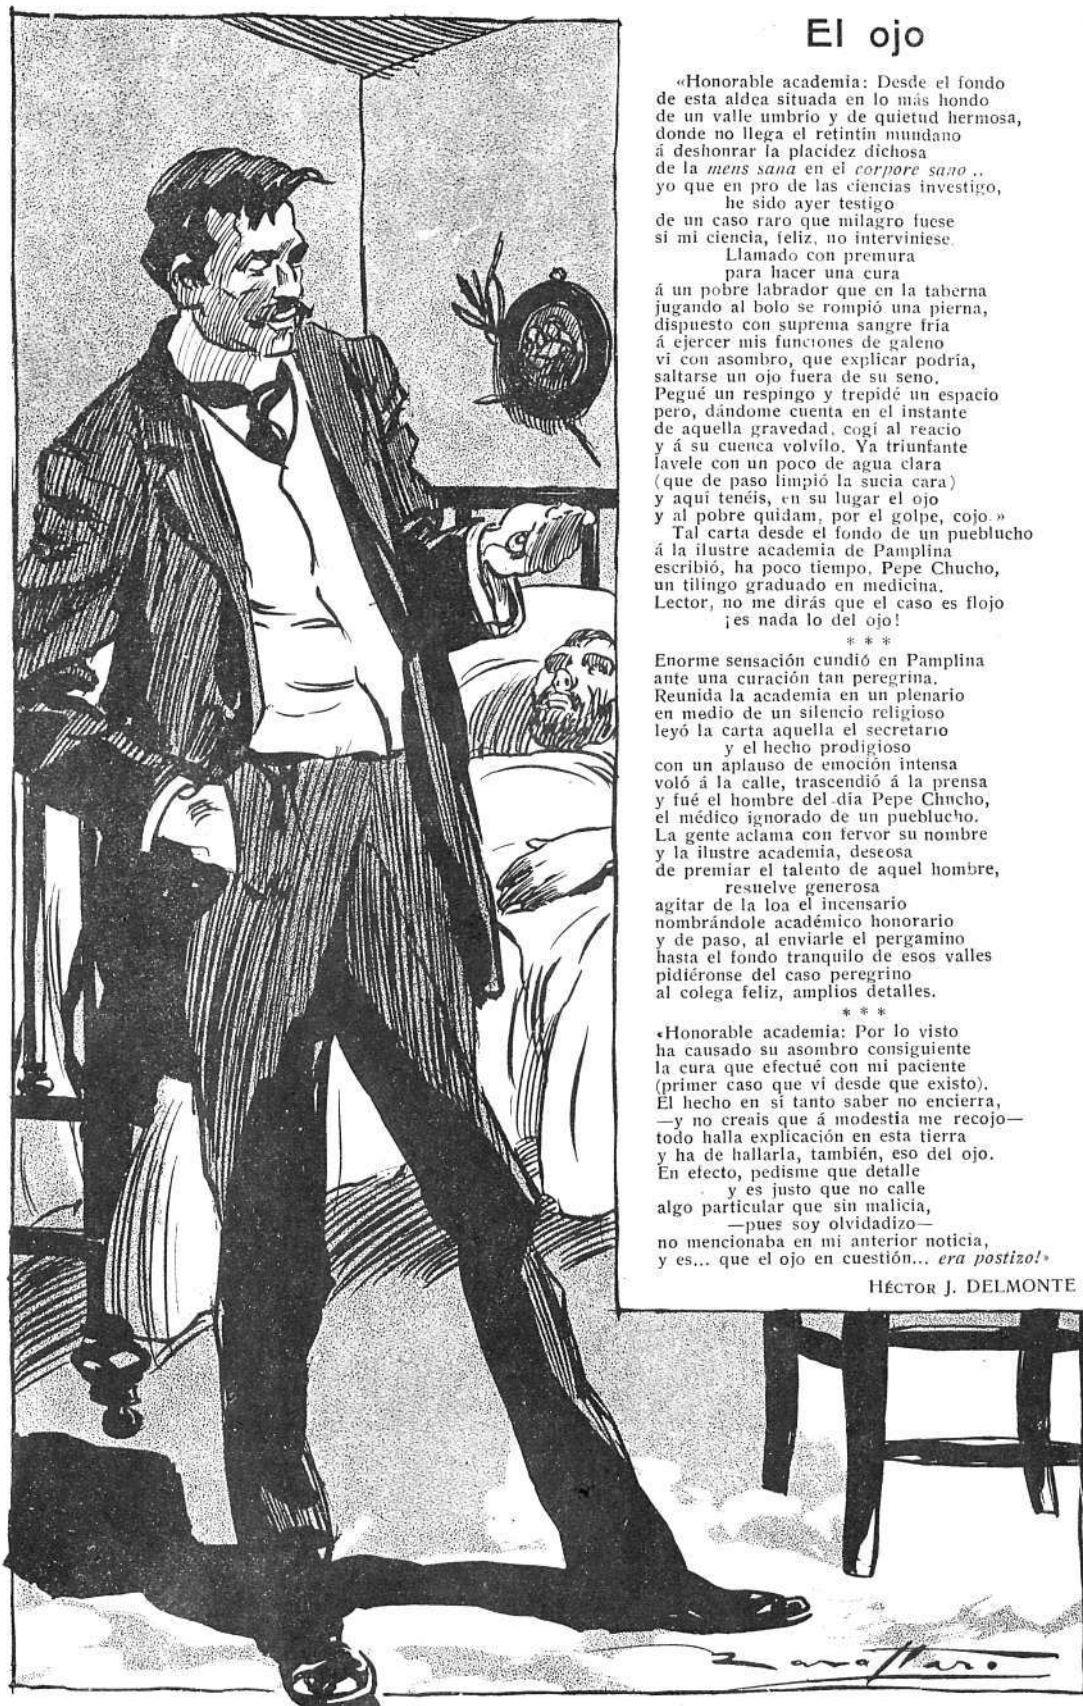 El ojo
«Honorable academia: Desde el fondo
de esta aldea situada en lo más hondo
de un valle umbrio y de quietud hermosa,
donde no llega el retintín mundano
á deshonrar la placidez dichosa
de la mens sana en el corpore sano ..
yo que en pro de las ciencias investigo,
he sido ayer testigo
de un caso raro que milagro fuese
si mi ciencia, feliz, no interviniese.
Llamado con premura
para hacer una cura
á un pobre labrador que en la taberna
jugando al bolo se rompió una pierna,
dispuesto con suprema sangre fría
á ejercer mis funciones de galeno
vi con asombro, que explicar podría,
saltarse un ojo fuera de su seno.
Pegué un respingo y trepidé un espacio
pero, dándome cuenta en el instante
de aquella gravedad, cogí al reacio
y á su cuenca volvílo. Ya triunfante
lavele con un poco de agua clara
(que de paso limpió la sucia cara)
y aquí tenéis, en su lugar el ojo
y al pobre quidam, por el golpe, cojo.»
Tal carta desde el fondo de un pueblucho
á la ilustre academia de Pamplina
escribió, ha poco tiempo, Pepe Chucho,
un tilingo graduado en medicina.
Lector, no me dirás que el caso es flojo
¡es nada lo del ojo!
* * *
Enorme sensación cundió en Pamplina
ante una curación tan peregrina.
Reunida la academia en un plenario
en medio de un silencio religioso
leyó la carta aquella el secretario
y el hecho prodigioso
con un aplauso de emoción intensa
voló á la calle, trascendió á la prensa
y fué el hombre del día Pepe Chucho,
el médico ignorado de un pueblucho.
La gente aclama con fervor su nombre
y la ilustre academia, deseosa
de premiar el talento de aquel hombre,
resuelve generosa
agitar de la loa el incensario
nombrándole académico honorario
y de paso, al enviarle el pergamino
hasta el fondo tranquilo de esos valles
pidiéronse del caso peregrino
al colega feliz, amplios detalles.
* * *
«Honorable academia: Por lo visto
ha causado su asombro consiguiente
la cura que efectué con mi paciente
(primer caso que ví desde que existo).
El hecho en sí tanto saber no encierra,
—y no creais que á modestia me recojo—
todo halla explicación en esta tierra
y ha de hallarla, también, eso del ojo.
En efecto, pedisme que detalle
y es justo que no calle
algo particular que sin malicia,
—pues soy olvidadizo—
no mencionaba en mi anterior noticia,
y es... que el ojo en cuestión... era postizo!»
HÉCTOR J. DELMONTE
Zavattaro